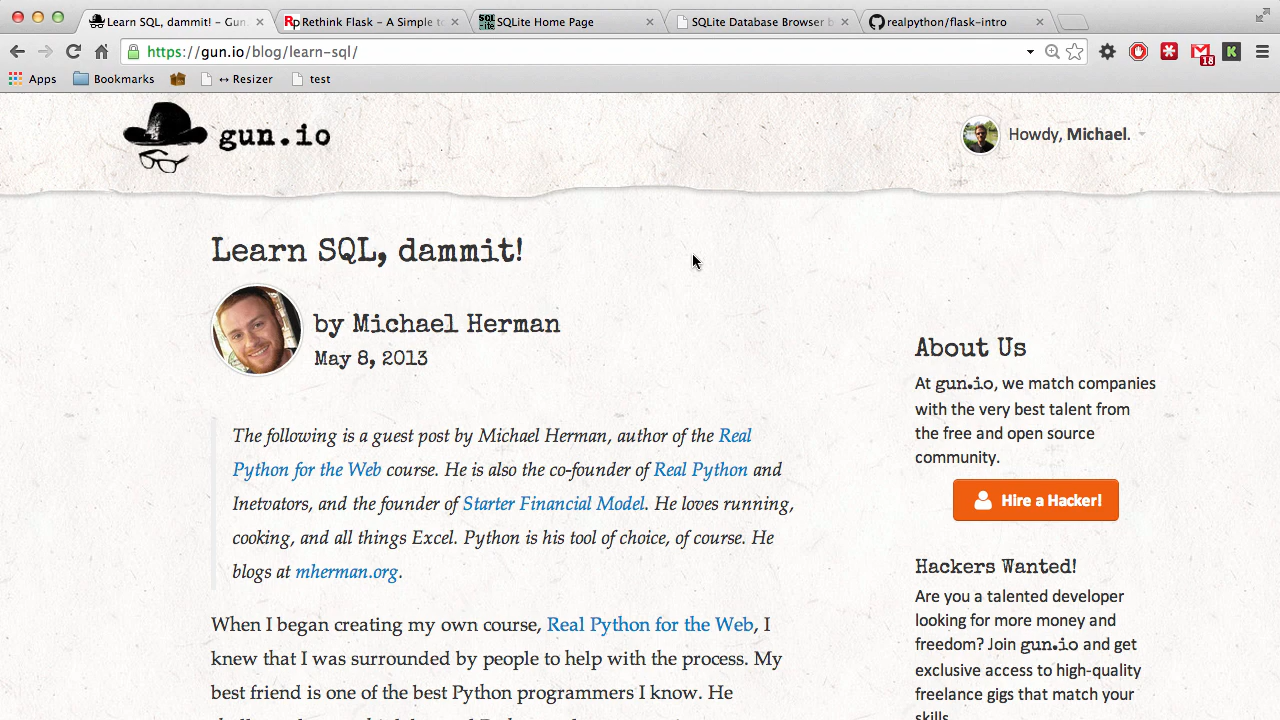 Learn SQL, dammit! – Gun.
Rethink Flask – A Simple to
SQLite Home Page
SQLite Database Browser b
realpython/flask-intro
https://gun.io/blog/learn-sql/
18
K
Apps
Bookmarks
↔ Resizer
test
gun.io
Howdy, Michael.
Learn SQL, dammit!
by Michael Herman
May 8, 2013
The following is a guest post by Michael Herman, author of the Real
Python for the Web course. He is also the co-founder of Real Python and
Inetvators, and the founder of Starter Financial Model. He loves running,
cooking, and all things Excel. Python is his tool of choice, of course. He
blogs at mherman.org.
When I began creating my own course, Real Python for the Web, I
knew that I was surrounded by people to help with the process. My
best friend is one of the best Python programmers I know. He
About Us
At gun.io, we match companies
with the very best talent from
the free and open source
community.
Hire a Hacker!
Hackers Wanted!
Are you a talented developer
looking for more money and
freedom? Join gun.io and get
exclusive access to high-quality
freelance gigs that match your
skills.